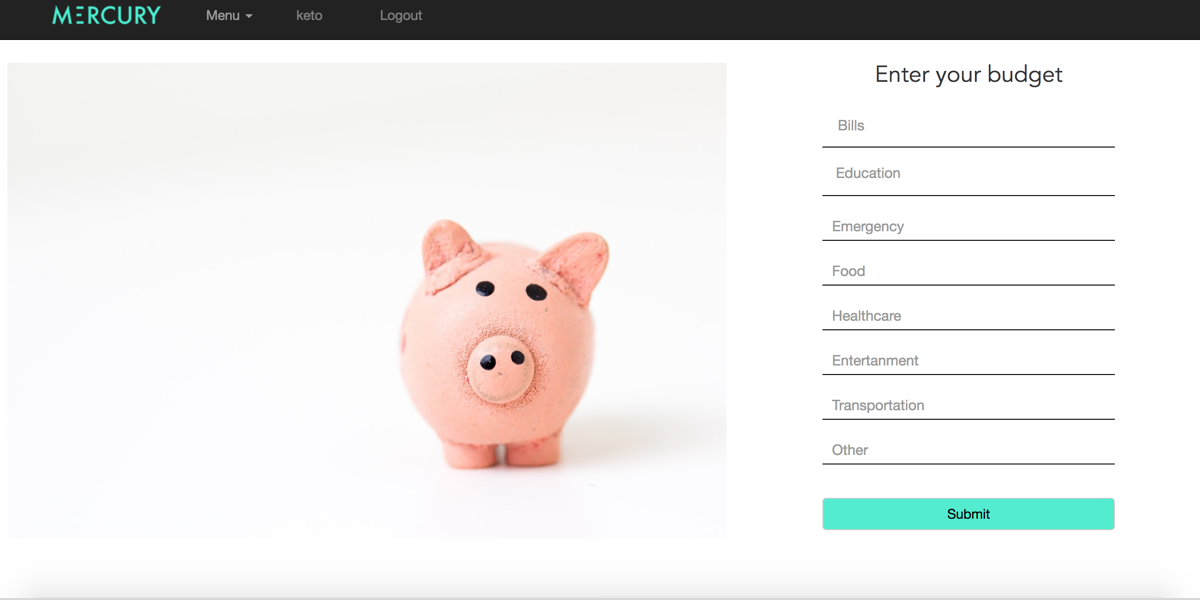 MERCURY Menu keto Logout
Enter your budget
Bills
Education
Emergency
Food
Healthcare
Entertanment
Transportation
Other
Submit